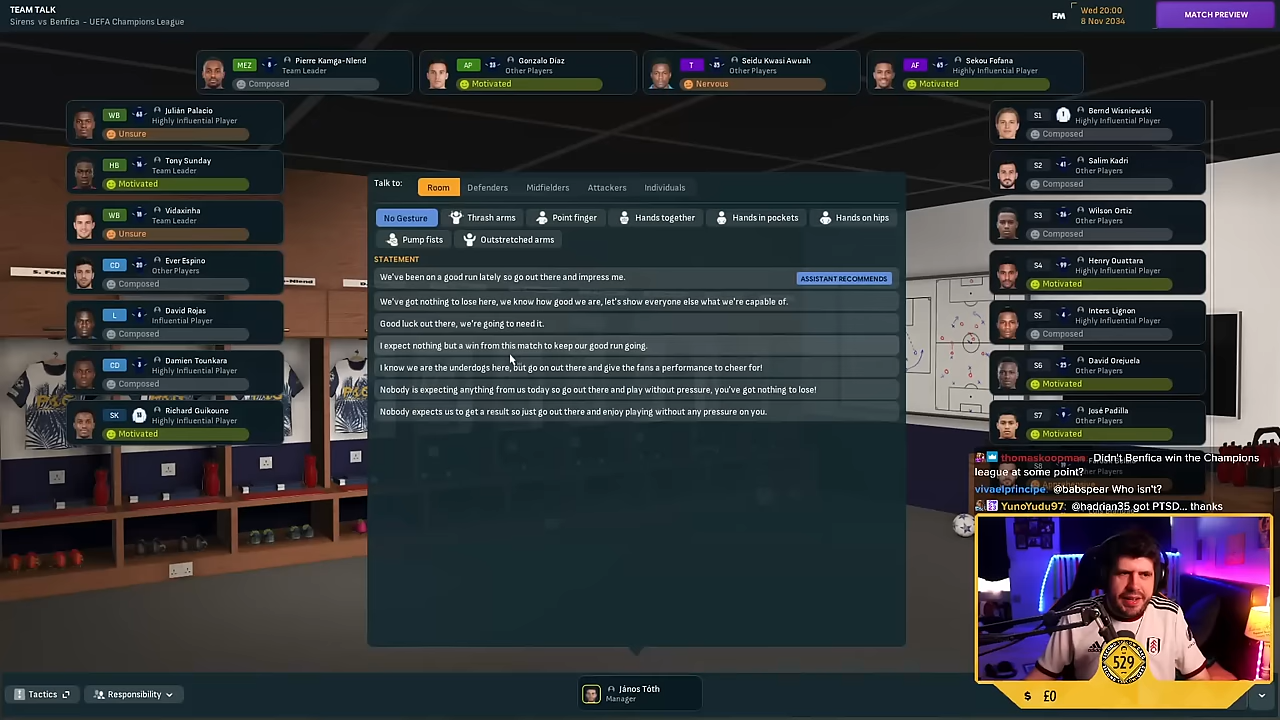 TEAM TALK
Sirens vs Benfica - UEFA Champions League
FM
Wed 20:00
8 Nov 2034
MATCH PREVIEW
MEZ
Pierre Kamga-Nlend
Team Leader
Composed
AP
Gonzalo Díaz
Other Players
Motivated
T
Seidu Kwasi Awuah
Other Players
Nervous
AF
Sekou Fofana
Highly Influential Player
Motivated
WB
Julián Palacio
Highly Influential Player
Unsure
HB
Tony Sunday
Team Leader
Motivated
WB
Vidaxinha
Team Leader
Unsure
CD
Ever Espino
Other Players
Composed
L
David Rojas
Influential Player
Composed
CD
Damien Tounkara
Other Players
Composed
SK
Richard Guikoune
Highly Influential Player
Motivated
Talk to:
Room
Defenders
Midfielders
Attackers
Individuals
No Gesture
Thrash arms
Point finger
Hands together
Hands in pockets
Hands on hips
Pump fists
Outstretched arms
STATEMENT
We've been on a good run lately so go out there and impress me.
ASSISTANT RECOMMENDS
We've got nothing to lose here, we know how good we are, let's show everyone else what we're capable of.
Good luck out there, we're going to need it.
I expect nothing but a win from this match to keep our good run going.
I know we are the underdogs here, but go on out there and give the fans a performance to cheer for!
Nobody is expecting anything from us today so go out there and play without pressure, you've got nothing to lose!
Nobody expects us to get a result so just go out there and enjoy playing without any pressure on you.
S1
Bernd Wisniewski
Highly Influential Player
Composed
S2
Salim Kadri
Other Players
Composed
S3
Wilson Ortiz
Other Players
Composed
S4
Henry Ouattara
Highly Influential Player
Motivated
S5
Inters Lignon
Highly Influential Player
Composed
S6
David Orejuela
Other Players
Motivated
S7
José Padilla
Other Players
Motivated
thomaskoopman: Didn't Benfica win the Champions
league at some point?
vivaelprincipe: @babspear Who isn't?
YunoYudu97: @hadrian35 got PTSD... thanks
S. Fofana
529
$ £0
Tactics
Responsibility
János Tóth
Manager